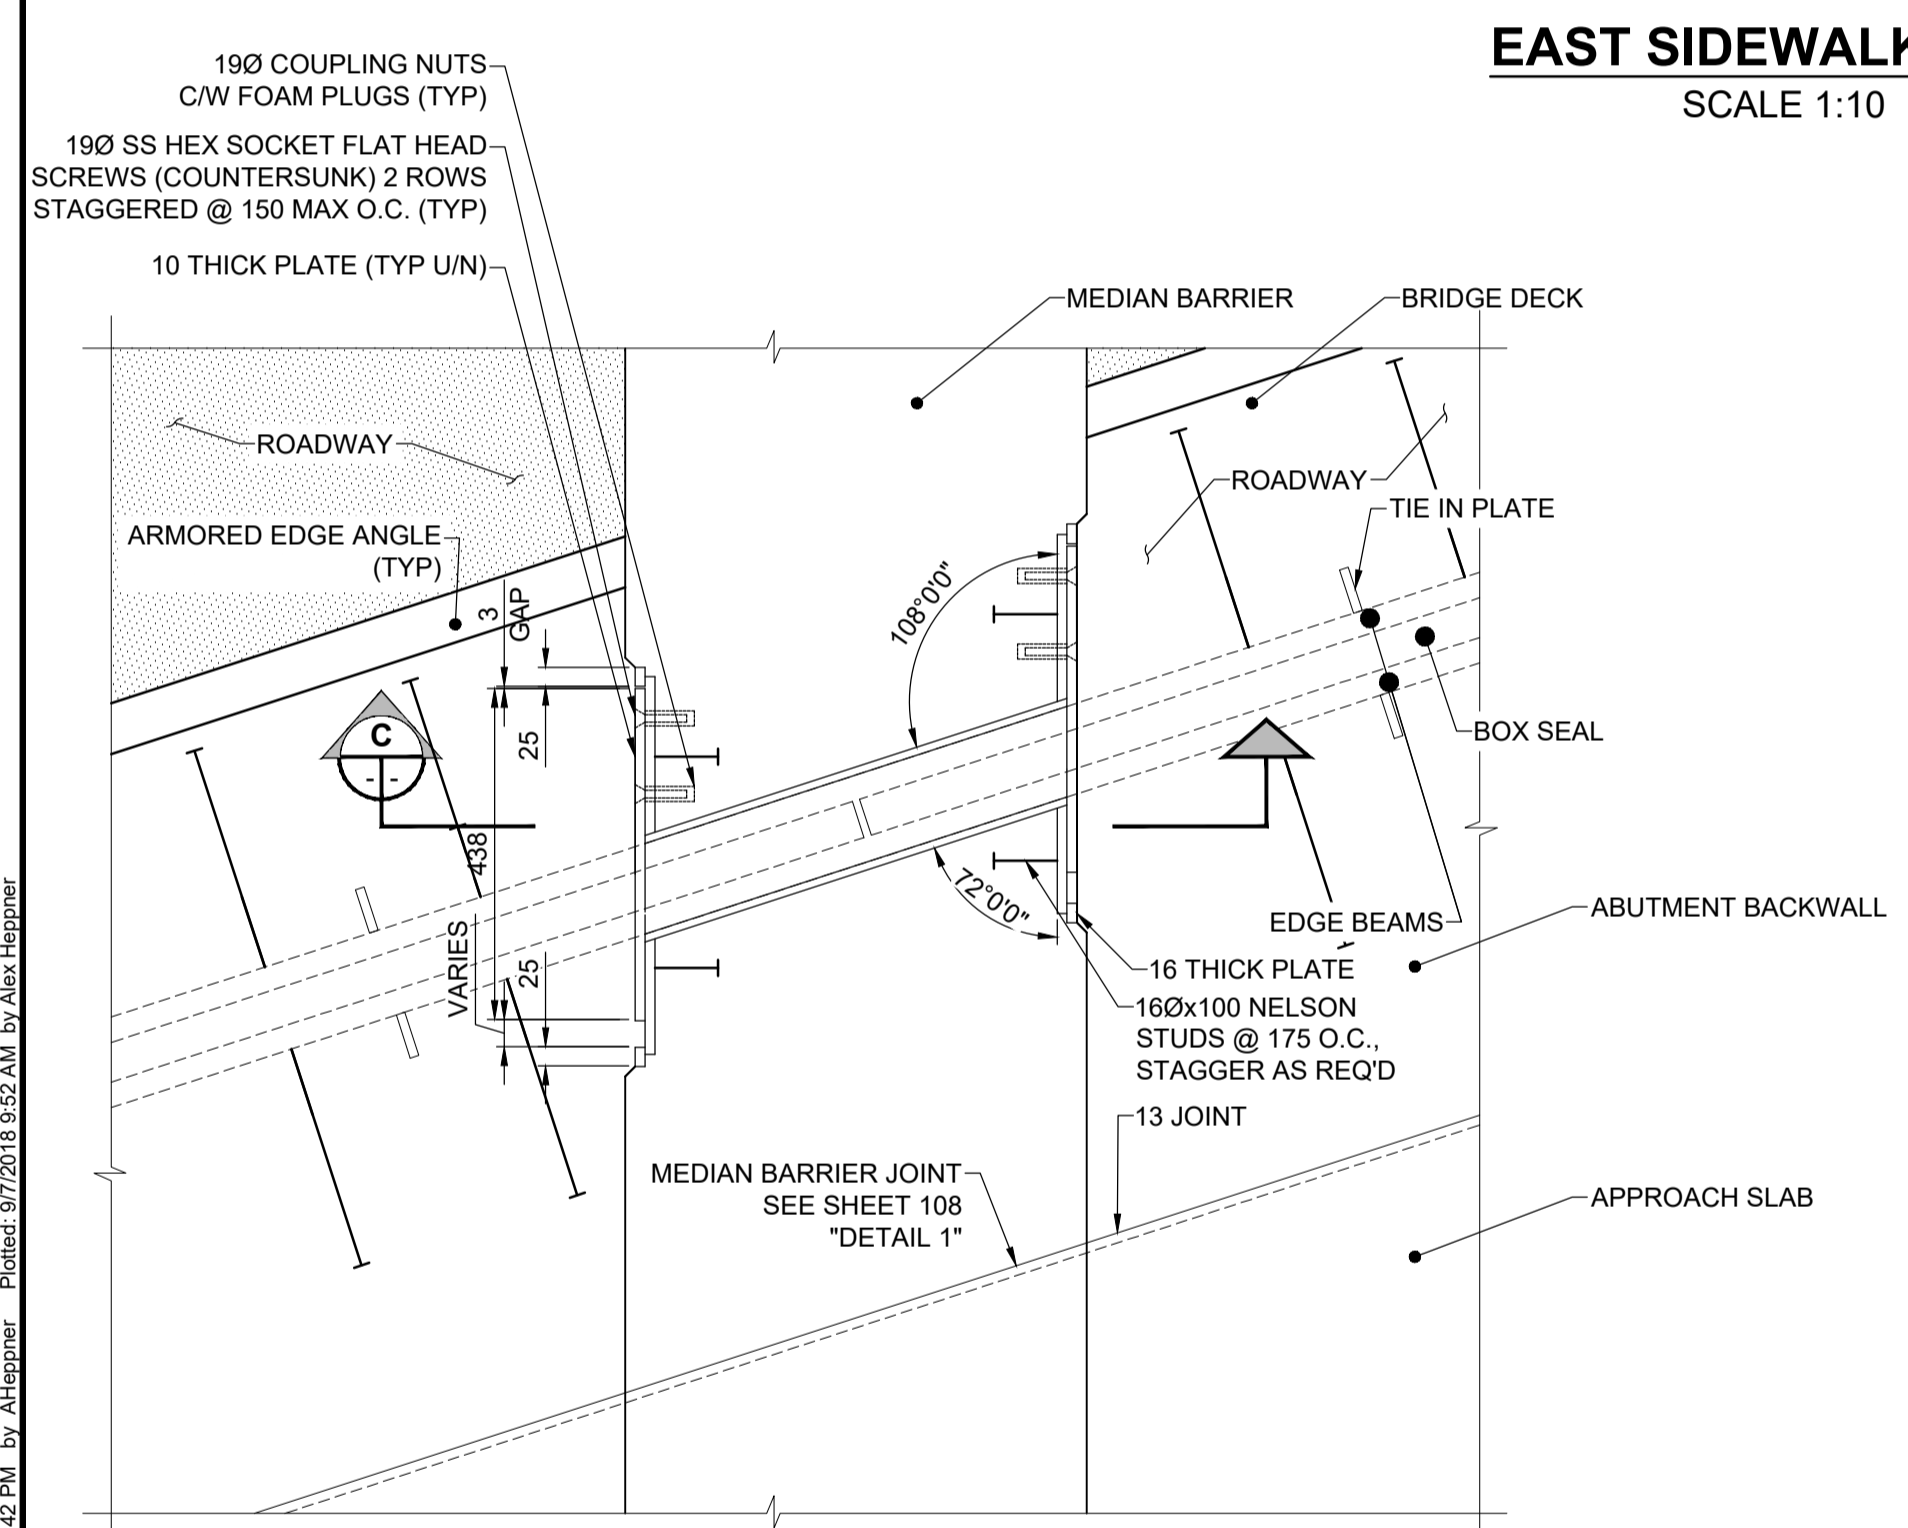 EAST SIDEWALK
SCALE 1:10
19Ø COUPLING NUTS
C/W FOAM PLUGS (TYP)
19Ø SS HEX SOCKET FLAT HEAD
SCREWS (COUNTERSUNK) 2 ROWS
STAGGERED @ 150 MAX O.C. (TYP)
10 THICK PLATE (TYP U/N)
MEDIAN BARRIER
BRIDGE DECK
ROADWAY
ROADWAY
TIE IN PLATE
ARMORED EDGE ANGLE
(TYP)
3
GAP
108°0'0"
C
- -
25
BOX SEAL
438
72°0'0"
VARIES
25
EDGE BEAMS
ABUTMENT BACKWALL
16 THICK PLATE
16Øx100 NELSON
STUDS @ 175 O.C.,
STAGGER AS REQ'D
13 JOINT
MEDIAN BARRIER JOINT
SEE SHEET 108
"DETAIL 1"
APPROACH SLAB
42 PM by AHeppner Plotted: 9/7/2018 9:52 AM by Alex Heppner